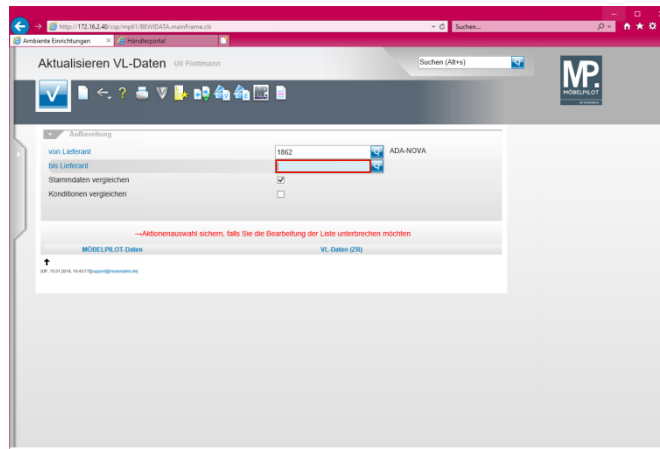 http://172.16.2.40/csp/mp61/BEWIDATA.mainFrame.cls
Suchen...
Ambiente Einrichtungen
Händlerportal
Aktualisieren VL-Daten
Suchen (Alt+s)
MP.
MÖBELPILOT
Aufbereitung
von Lieferant
1862
ADA-NOVA
bis Lieferant
Stammdaten vergleichen
Konditionen vergleichen
→Aktionenauswahl sichern, falls Sie die Bearbeitung der Liste unterbrechen möchten
MÖBELPILOT-Daten
VL-Daten (ZR)